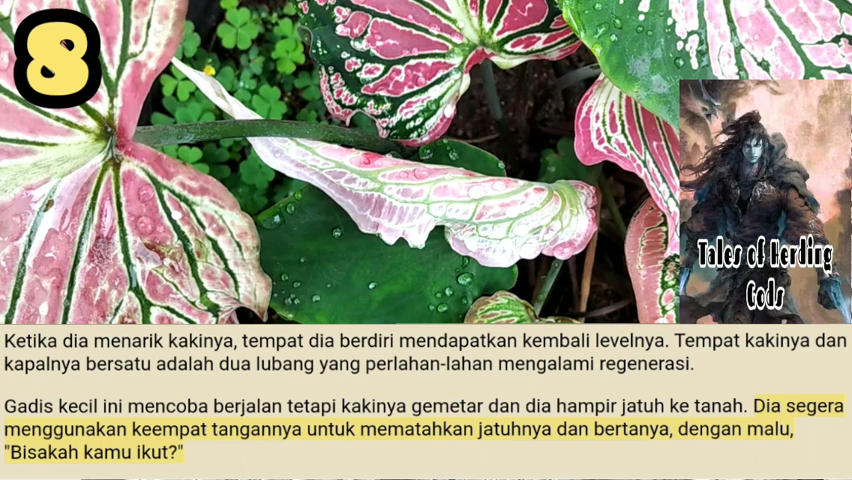 8
Tales of Herding
Gods
Ketika dia menarik kakinya, tempat dia berdiri mendapatkan kembali levelnya. Tempat kakinya dan
kapalnya bersatu adalah dua lubang yang perlahan-lahan mengalami regenerasi.
Gadis kecil ini mencoba berjalan tetapi kakinya gemetar dan dia hampir jatuh ke tanah. Dia segera
menggunakan keempat tangannya untuk mematahkan jatuhnya dan bertanya, dengan malu,
"Bisakah kamu ikut?"